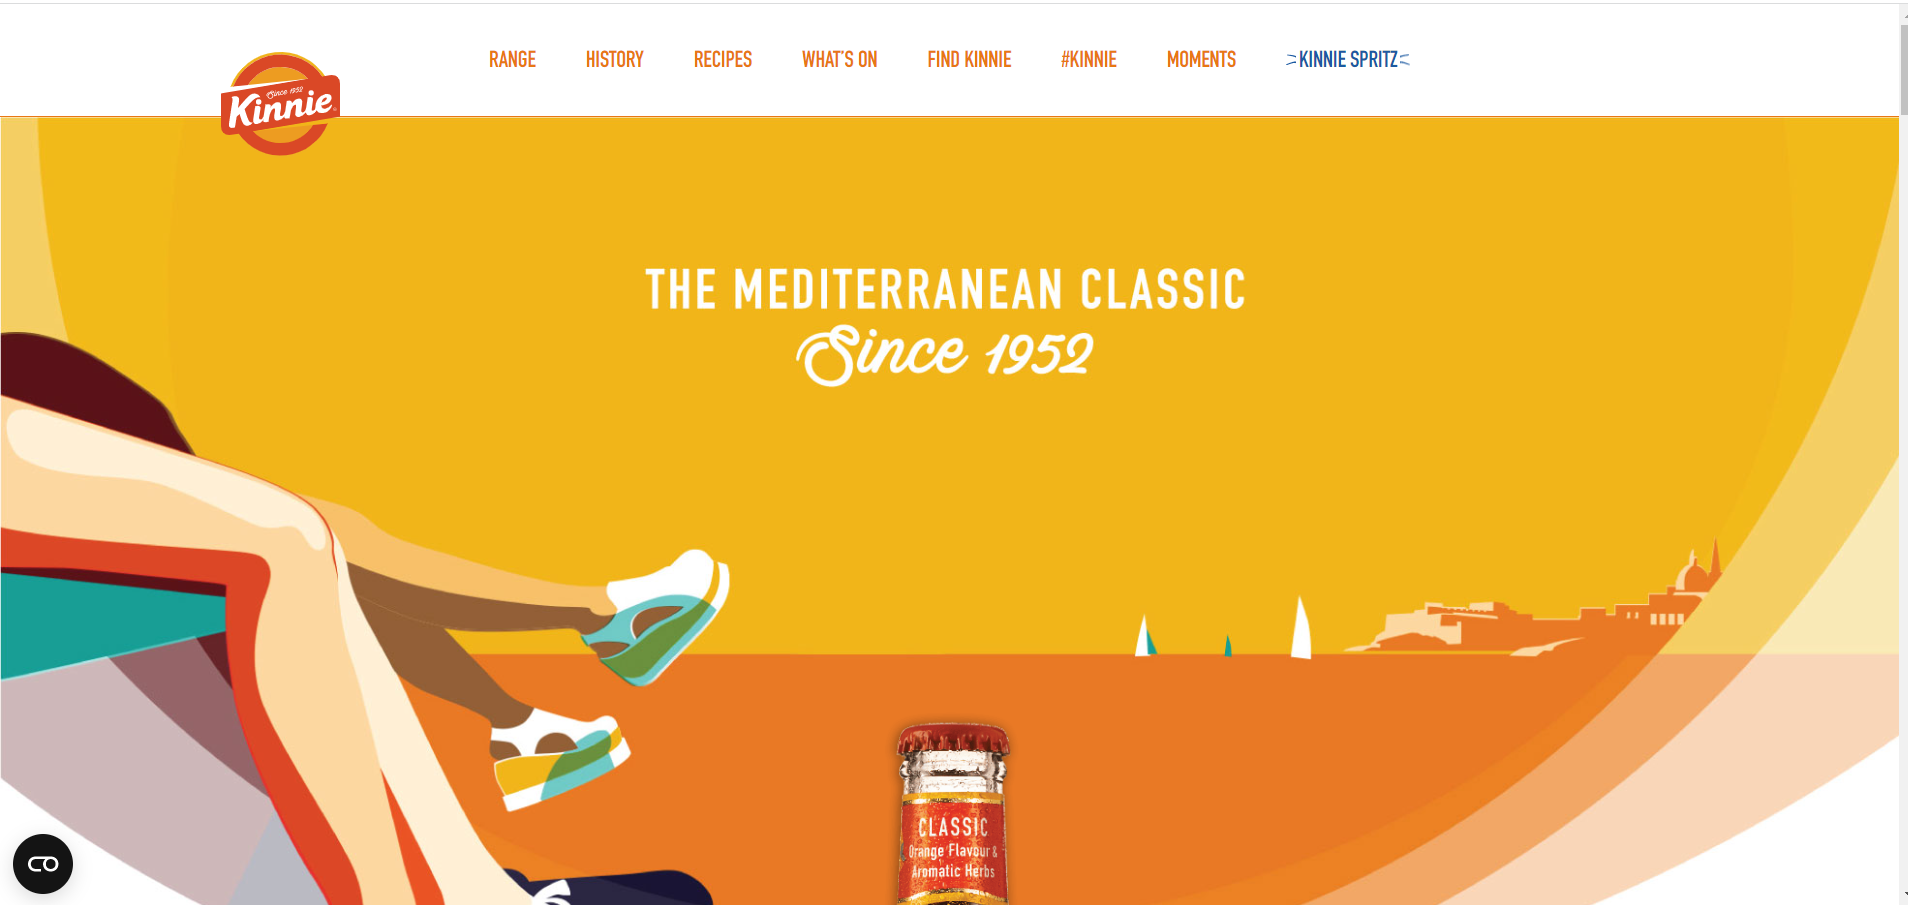 RANGE
HISTORY
RECIPES
WHAT'S ON
FIND KINNIE
#KINNIE
MOMENTS
KINNIE SPRITZ
Since 1952
Kinnie
THE MEDITERRANEAN CLASSIC
Since 1952
CLASSIC
Orange Flavour &
Aromatic Herbs